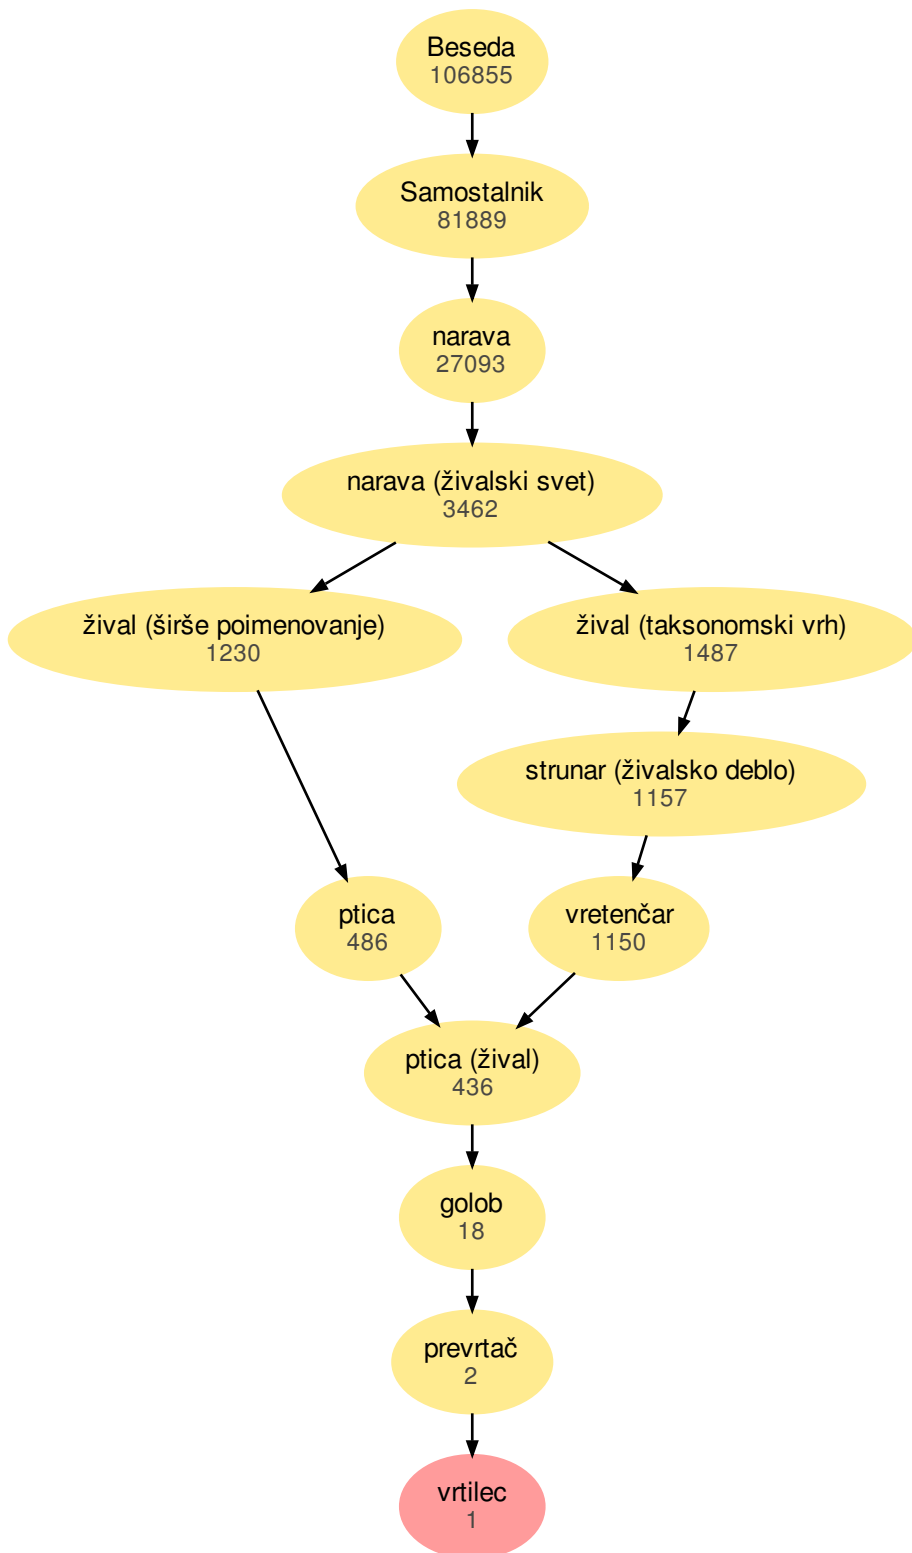 Beseda
106855
Samostalnik
81889
narava
27093
narava (živalski svet)
3462
žival (širše poimenovanje)
1230
žival (taksonomski vrh)
1487
strunar (živalsko deblo)
1157
ptica
486
vretenčar
1150
ptica (žival)
436
golob
18
prevrtač
2
vrtilec
1